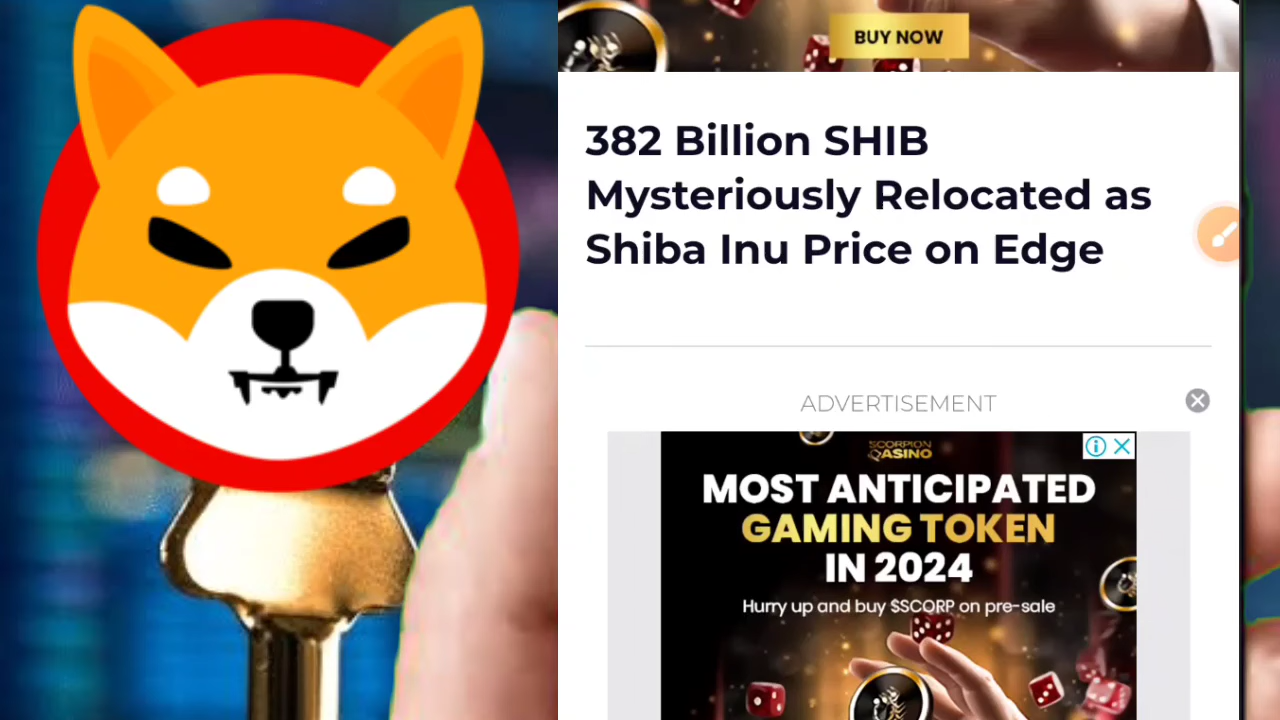 BUY NOW
382 Billion SHIB
Mysteriously Relocated as
Shiba Inu Price on Edge
ADVERTISEMENT
SCORPION
CASINO
MOST ANTICIPATED
GAMING TOKEN
IN 2024
Hurry up and buy $SCORP on pre-sale